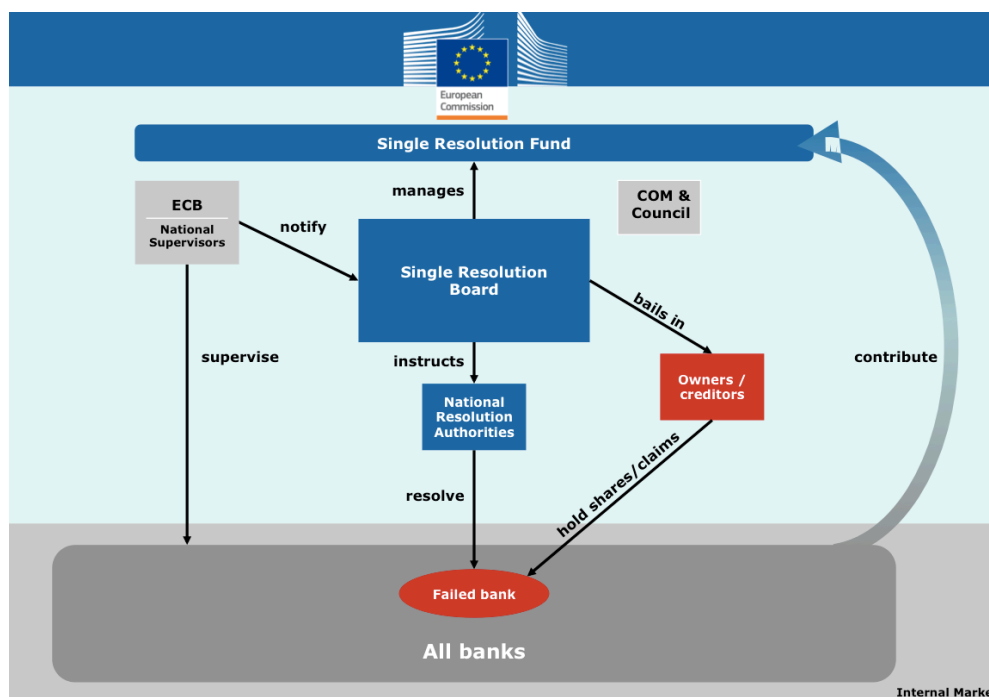 European
Commission
Single Resolution Fund
manages
ECB
National
Supervisors
notify
COM &
Council
Single Resolution
Board
bails in
supervise
instructs
contribute
Owners /
creditors
National
Resolution
Authorities
hold shares/claims
resolve
Failed bank
All banks
Internal Marke